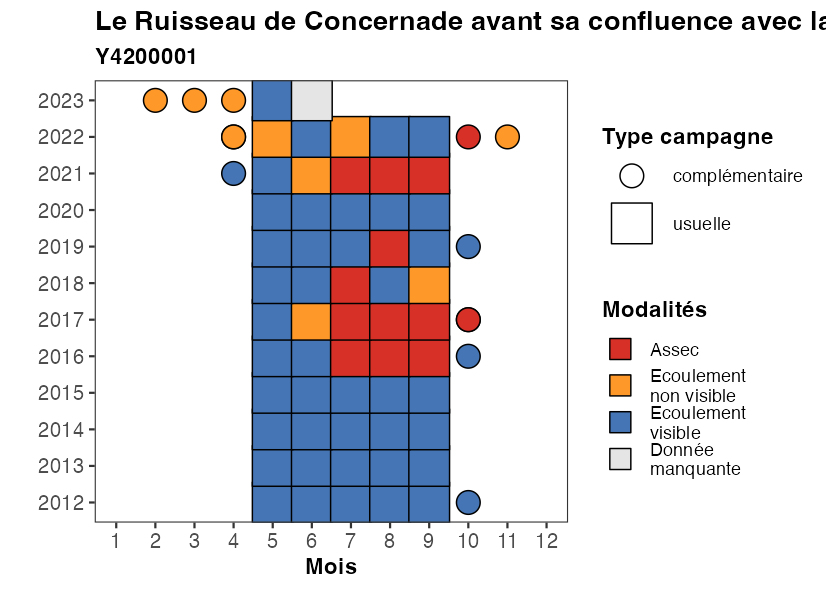 Le Ruisseau de Concernade avant sa confluence avec la
Y4200001
2023
2022
2021
2020
2019
2018
2017
2016
2015
2014
2013
2012
1 2 3 4 5 6 7 8 9 10 11 12
Mois
Type campagne
complémentaire
usuelle
Modalités
Assec
Ecoulement
non visible
Ecoulement
visible
Donnée
manquante